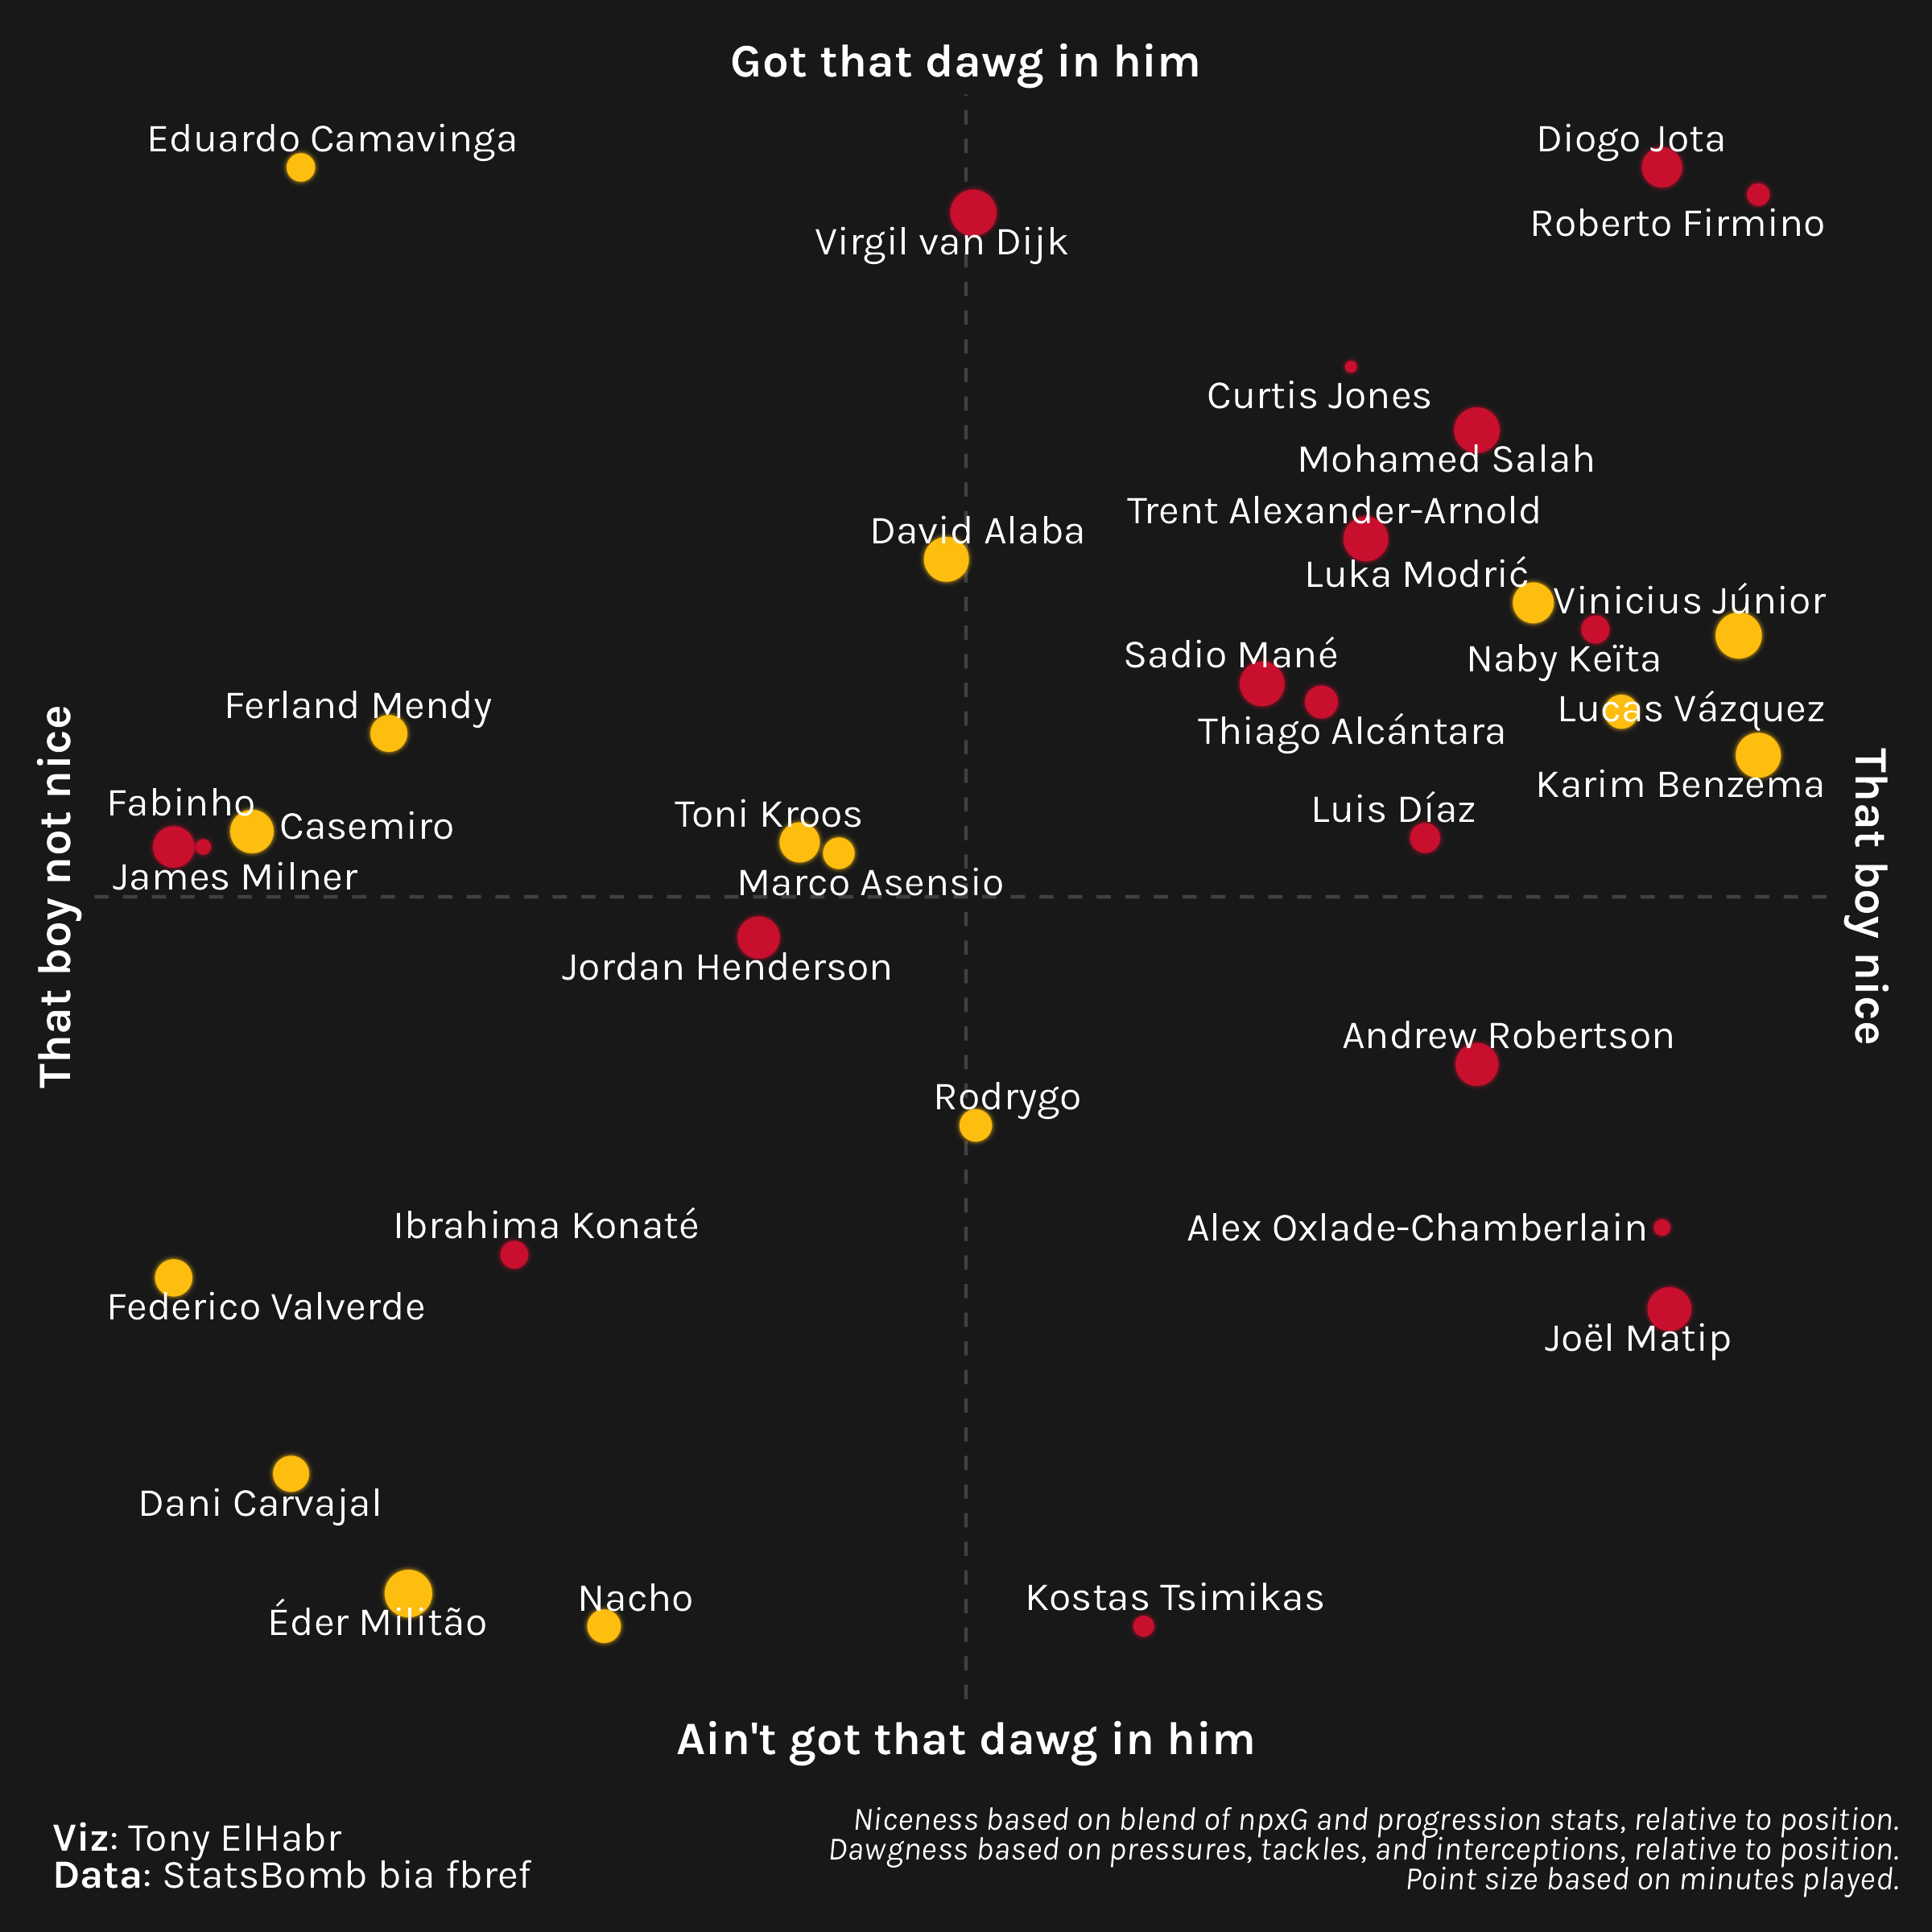 Got that dawg in him
Eduardo Camavinga
Diogo Jota
Roberto Firmino
Virgil van Dijk
Curtis Jones
Mohamed Salah
Trent Alexander-Arnold
David Alaba
Luka Modrić
Vinicius Júnior
Sadio Mané
Naby Keïta
Ferland Mendy
Lucas Vázquez
Thiago Alcántara
Karim Benzema
Fabinho
Casemiro
Toni Kroos
Luis Díaz
James Milner
Marco Asensio
That boy not nice
That boy nice
Jordan Henderson
Andrew Robertson
Rodrygo
Ibrahima Konaté
Alex Oxlade-Chamberlain
Federico Valverde
Joël Matip
Dani Carvajal
Éder Militão
Nacho
Kostas Tsimikas
Ain't got that dawg in him
Viz: Tony ElHabr
Data: StatsBomb bia fbref
Niceness based on blend of npxG and progression stats, relative to position.
Dawgness based on pressures, tackles, and interceptions, relative to position.
Point size based on minutes played.